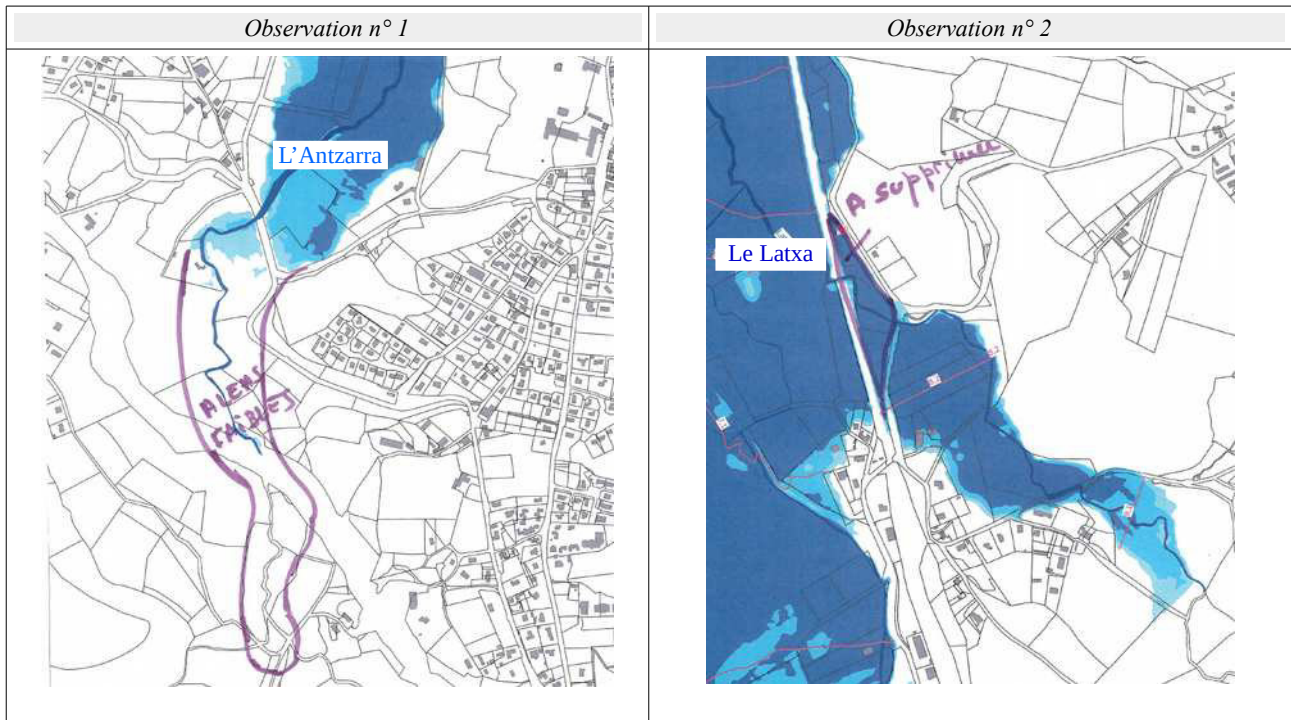 Observation n° 1
Observation n° 2
L'Antzarra
ALEAS
FAIBLES
A SUPPRIMER
Le Latxa